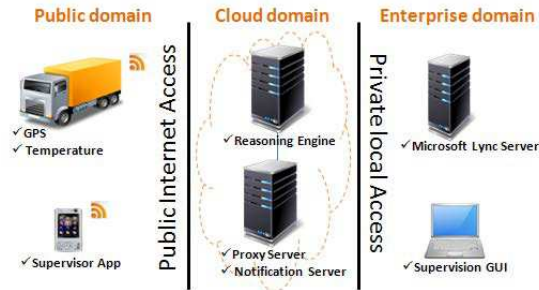 Public domain
Cloud domain
Enterprise domain
✓GPS
✓Temperature
Public Internet Access
✓Reasoning Engine
Private local Access
✓Microsoft Lync Server
✓Supervisor App
✓Proxy Server
✓Notification Server
✓Supervision GUI